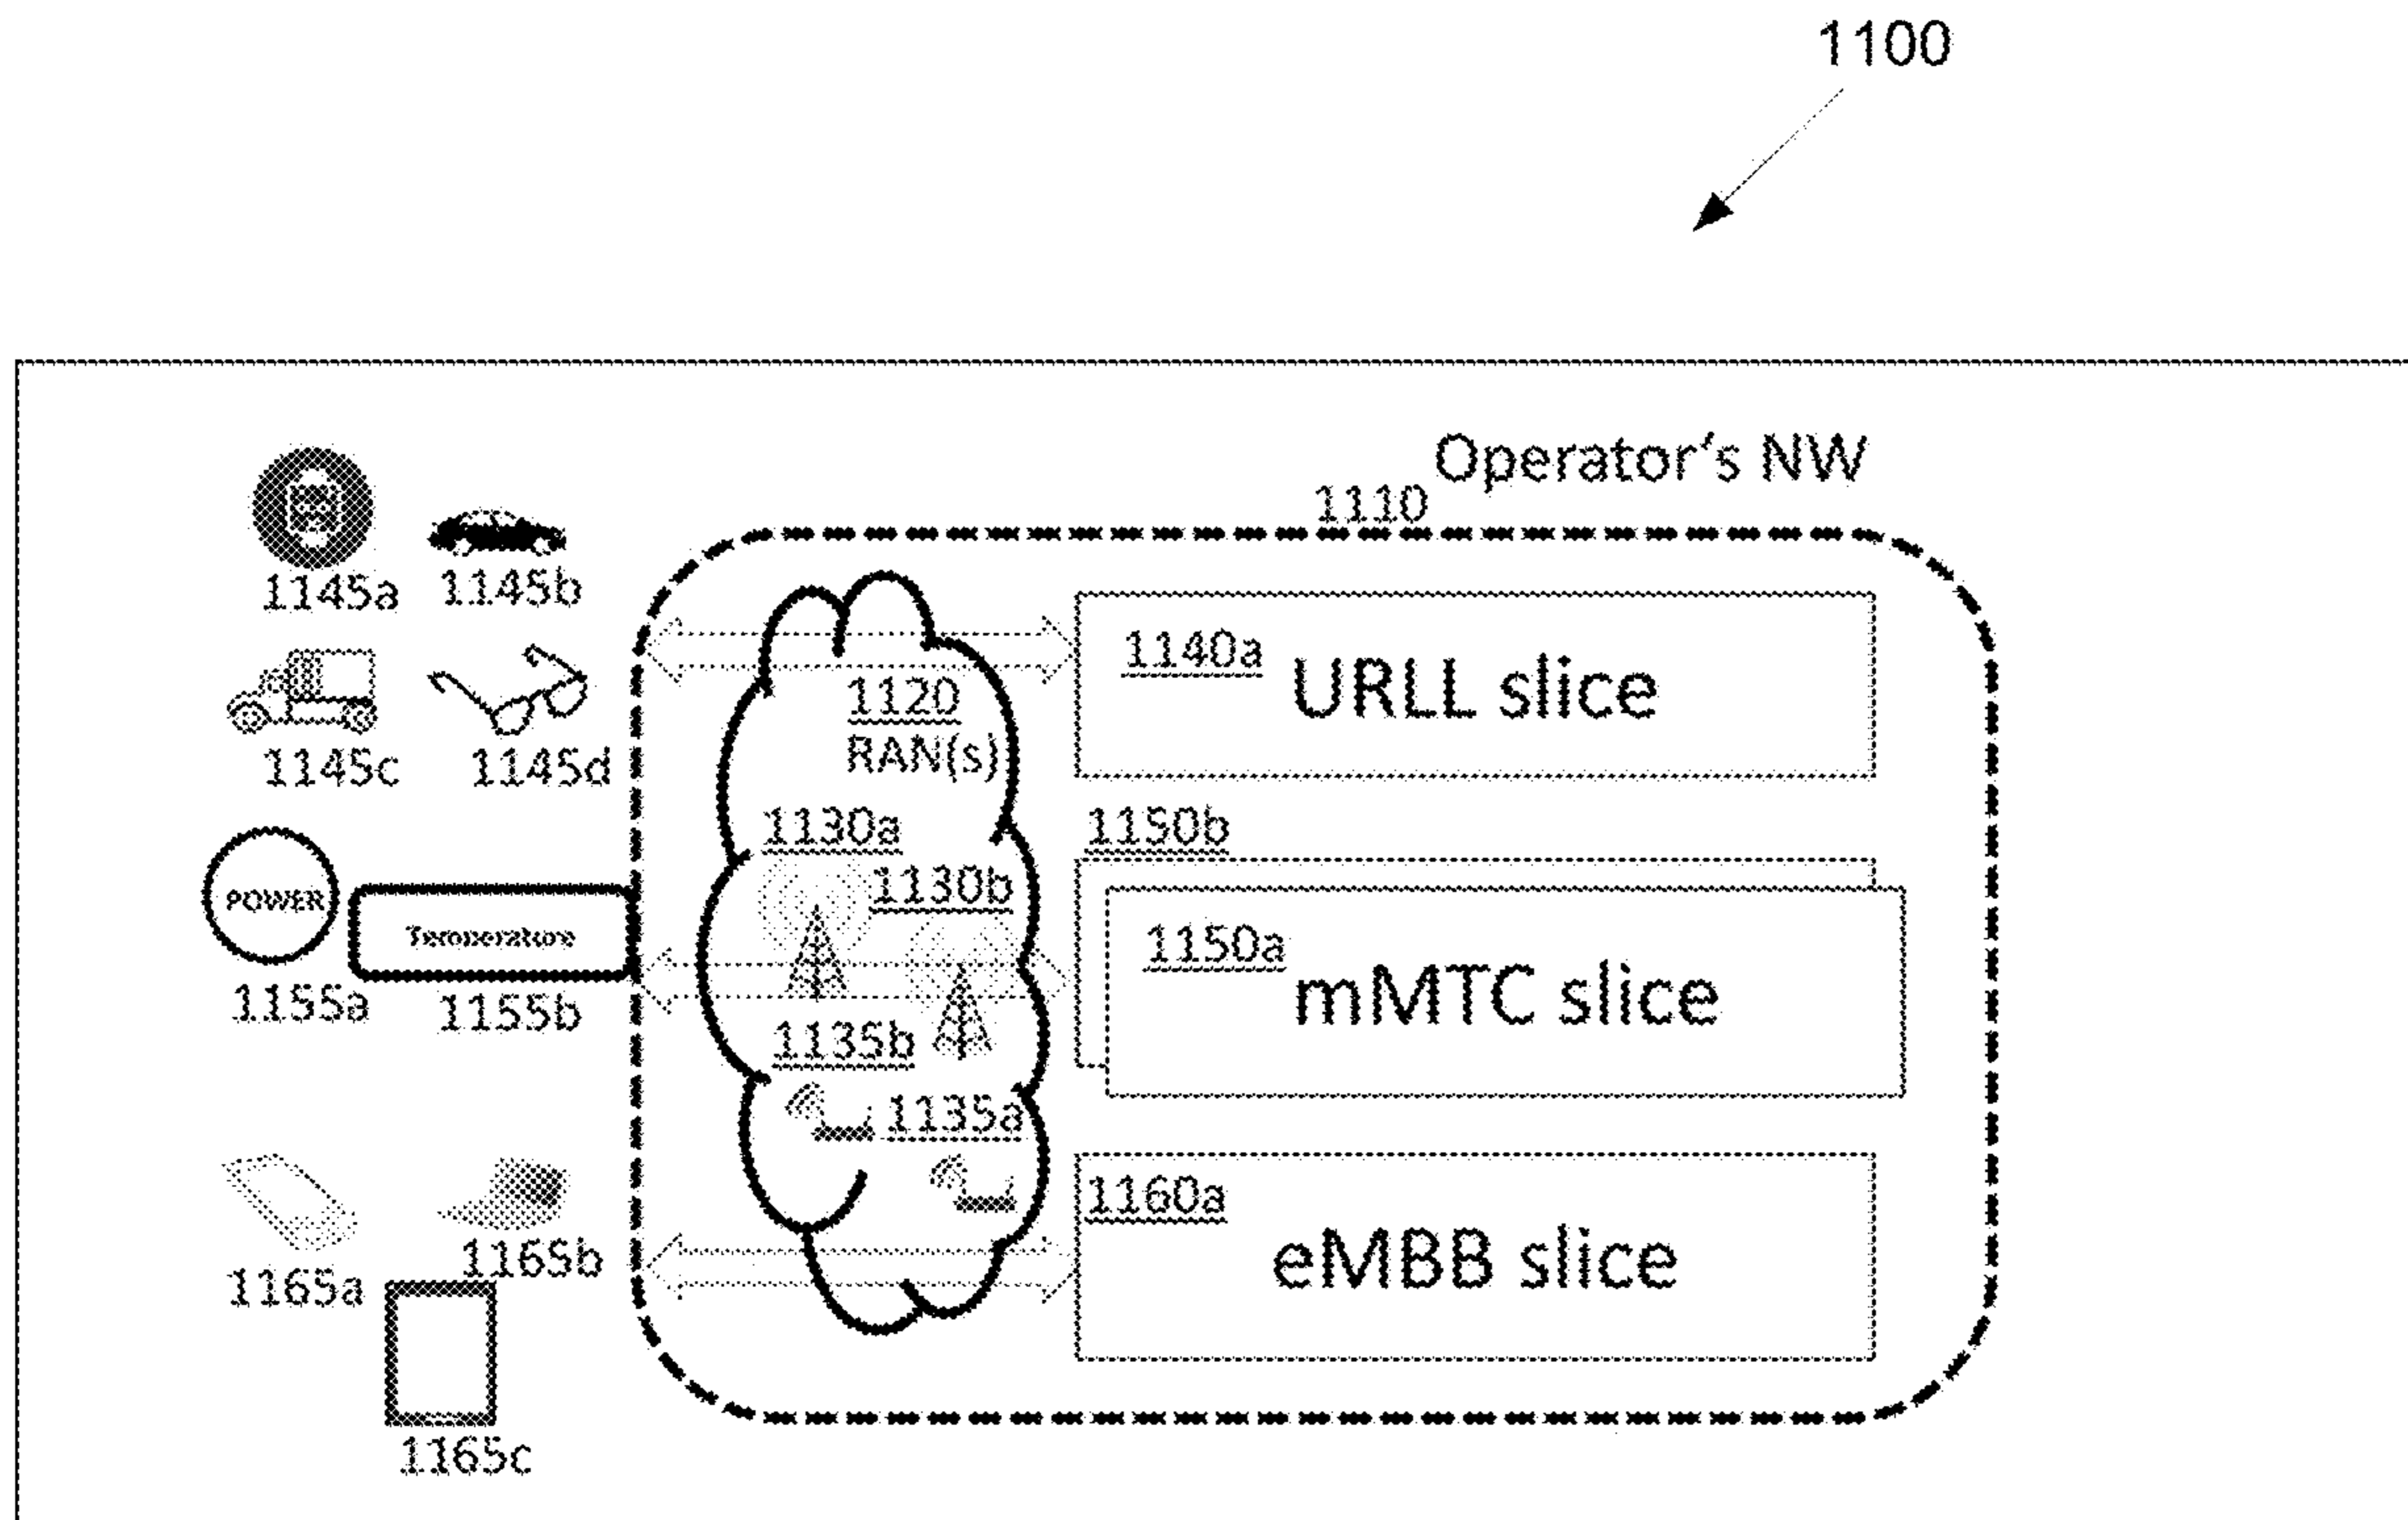 1100
Operator's NW
1110
1145a
1145b
1140a
URLL slice
1120
RAN(s)
1145c
1145d
1130a
1150b
1130b
POWER
Temperature
1150a
mMTC slice
1155a
1155b
1135b
1135a
1160a
eMBB slice
1165a
1165b
1165c